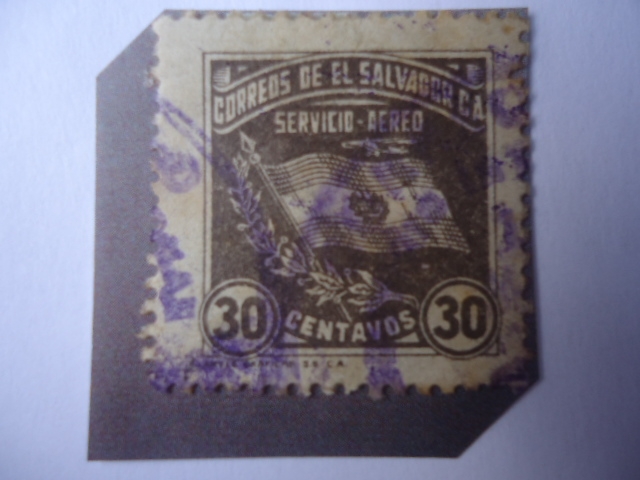 CORREOS DE EL SALVADOR C.A.
SERVICIO-AEREO
30 CENTAVOS 30